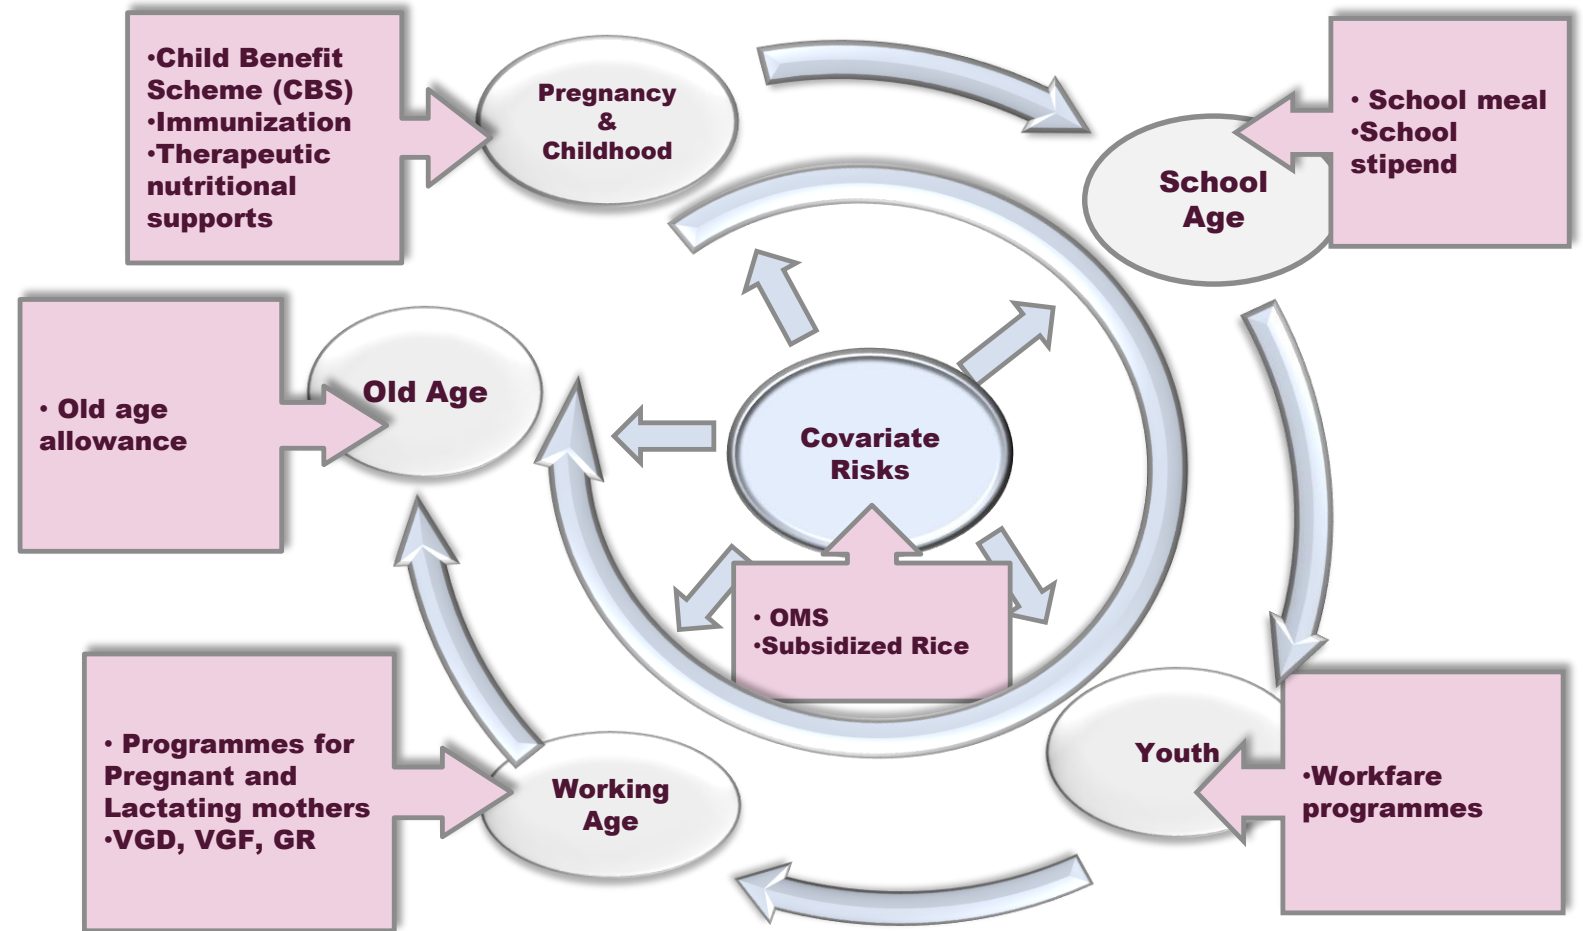 •Child Benefit
Scheme (CBS)
•Immunization
•Therapeutic
nutritional
supports
Pregnancy
&
Childhood
• School meal
•School
stipend
School
Age
• Old age
allowance
Old Age
Covariate
Risks
• OMS
•Subsidized Rice
• Programmes for
Pregnant and
Lactating mothers
•VGD, VGF, GR
Working
Age
Youth
•Workfare
programmes